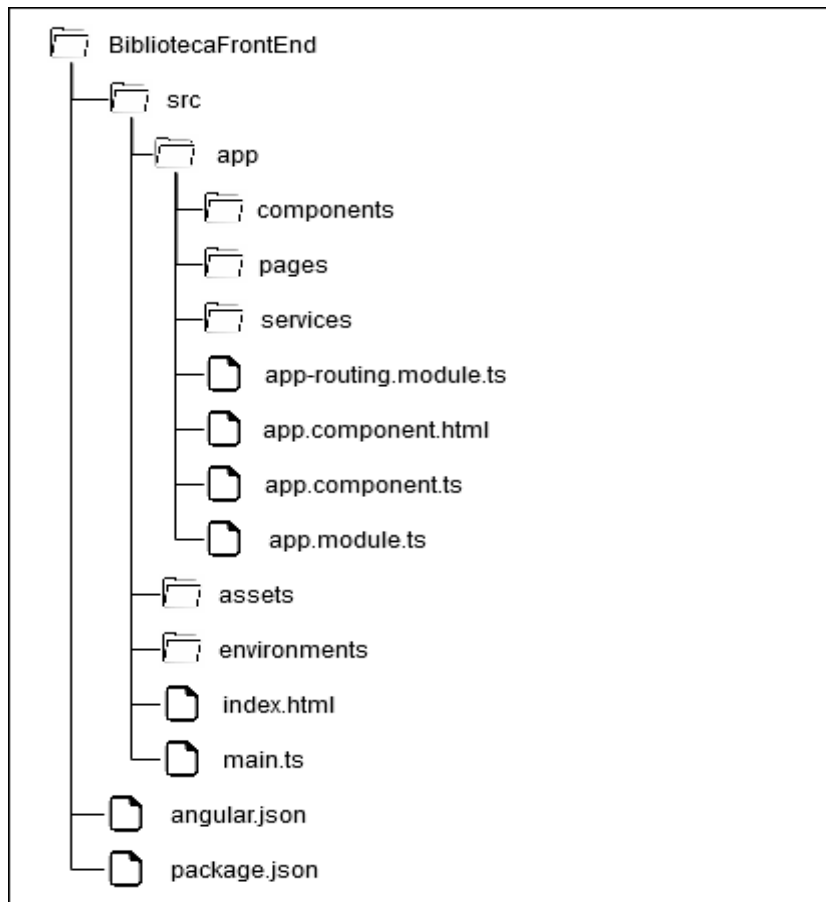 BibliotecaFrontEnd
src
app
components
pages
services
app-routing.module.ts
app.component.html
app.component.ts
app.module.ts
assets
environments
index.html
main.ts
angular.json
package.json